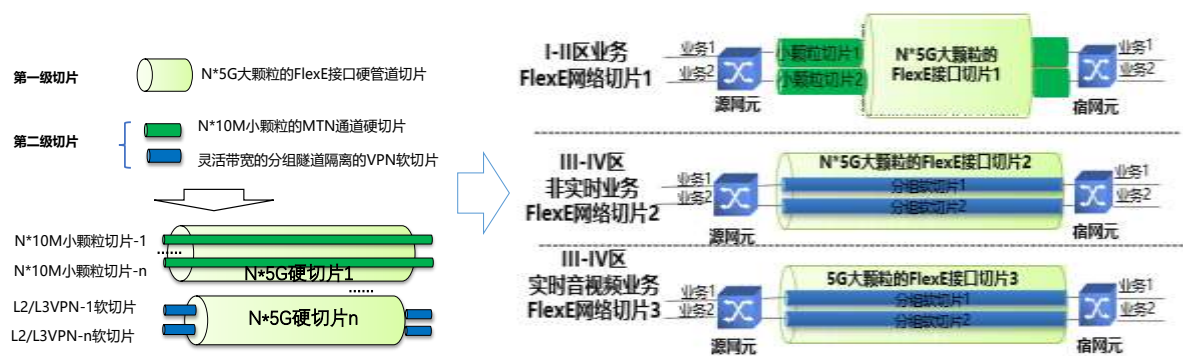 第一级切片
N*5G大颗粒的FlexE接口硬管道切片
第二级切片
N*10M小颗粒的MTN通道硬切片
灵活带宽的分组隧道隔离的VPN软切片
N*10M小颗粒切片-1
......
N*10M小颗粒切片-n
N*5G硬切片1
......
L2/L3VPN-1软切片
L2/L3VPN-n软切片
N*5G硬切片n
I-II区业务
FlexE网络切片1
业务1
业务2
源网元
小颗粒切片1
小颗粒切片2
N*5G大颗粒的
FlexE接口切片1
业务1
业务2
宿网元
III-IV区
非实时业务
FlexE网络切片2
业务1
业务2
源网元
N*5G大颗粒的FlexE接口切片2
分组软切片1
分组软切片2
业务1
业务2
宿网元
III-IV区
实时音视频业务
FlexE网络切片3
业务1
业务2
源网元
5G大颗粒的FlexE接口切片3
分组软切片1
分组软切片2
业务1
业务2
宿网元